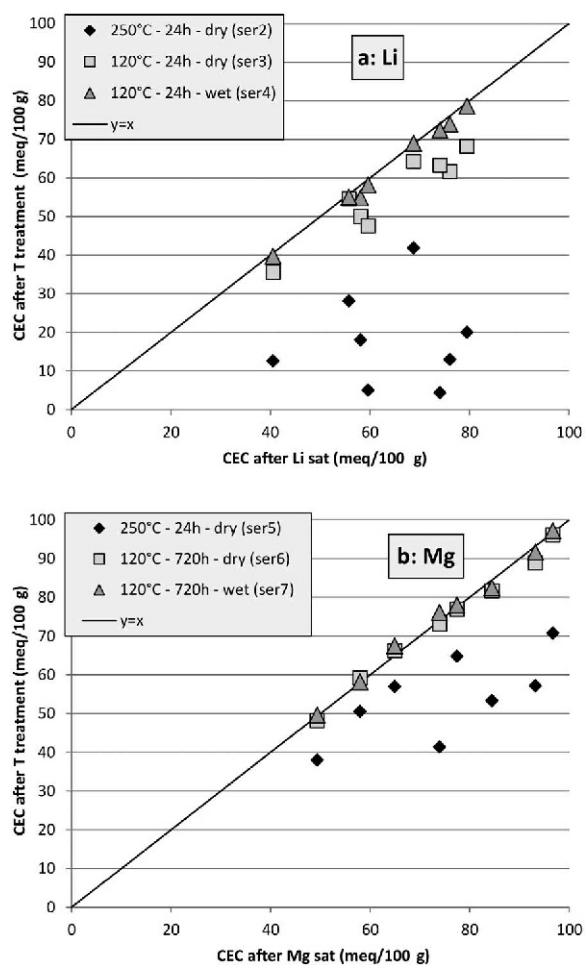 100
90
80
70
60
50
40
30
20
10
0
CEC after T treatment (meq/100 g)
250°C - 24h - dry (ser2)
120°C - 24h - dry (ser3)
120°C - 24h - wet (ser4)
y=x
a: Li
0 20 40 60 80 100
CEC after Li sat (meq/100 g)
100
90
80
70
60
50
40
30
20
10
0
CEC after T treatment (meq/100 g)
250°C - 24h - dry (ser5)
120°C - 720h - dry (ser6)
120°C - 720h - wet (ser7)
y=x
b: Mg
0 20 40 60 80 100
CEC after Mg sat (meq/100 g)